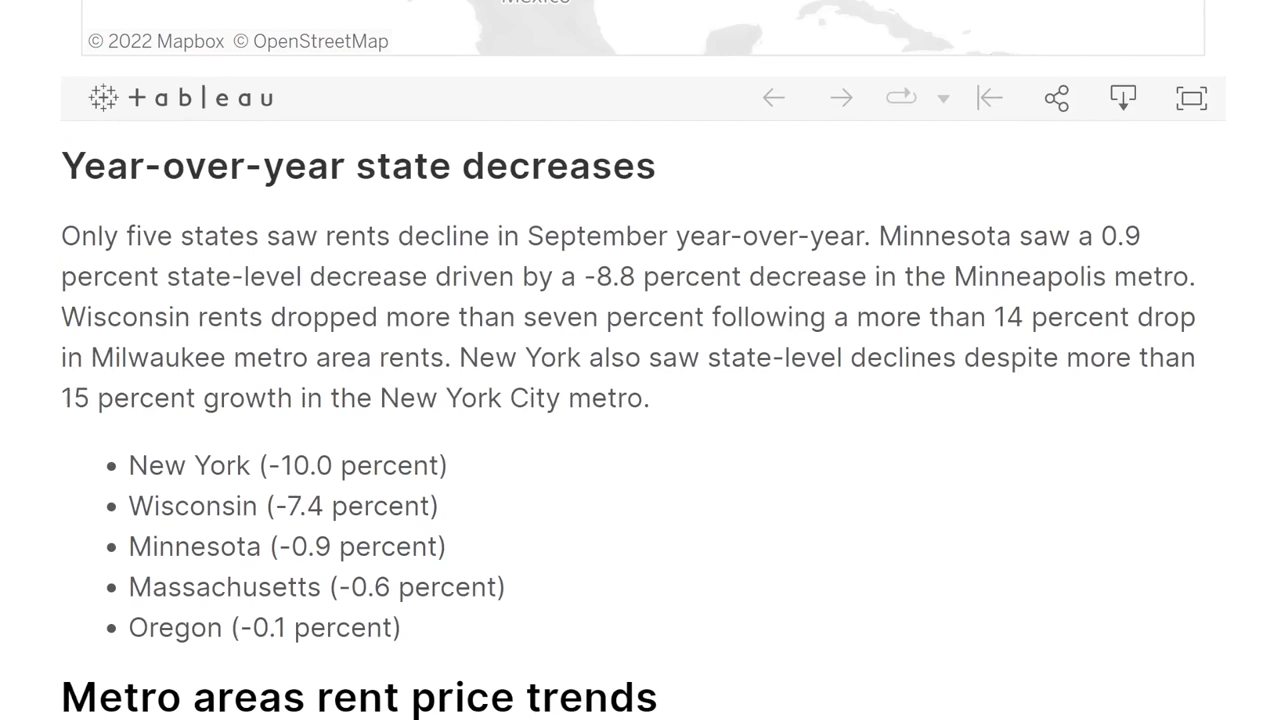 Mexico
© 2022 Mapbox © OpenStreetMap
+ a b | e a u
Year-over-year state decreases
Only five states saw rents decline in September year-over-year. Minnesota saw a 0.9
percent state-level decrease driven by a -8.8 percent decrease in the Minneapolis metro.
Wisconsin rents dropped more than seven percent following a more than 14 percent drop
in Milwaukee metro area rents. New York also saw state-level declines despite more than
15 percent growth in the New York City metro.
• New York (-10.0 percent)
• Wisconsin (-7.4 percent)
• Minnesota (-0.9 percent)
• Massachusetts (-0.6 percent)
• Oregon (-0.1 percent)
Metro areas rent price trends